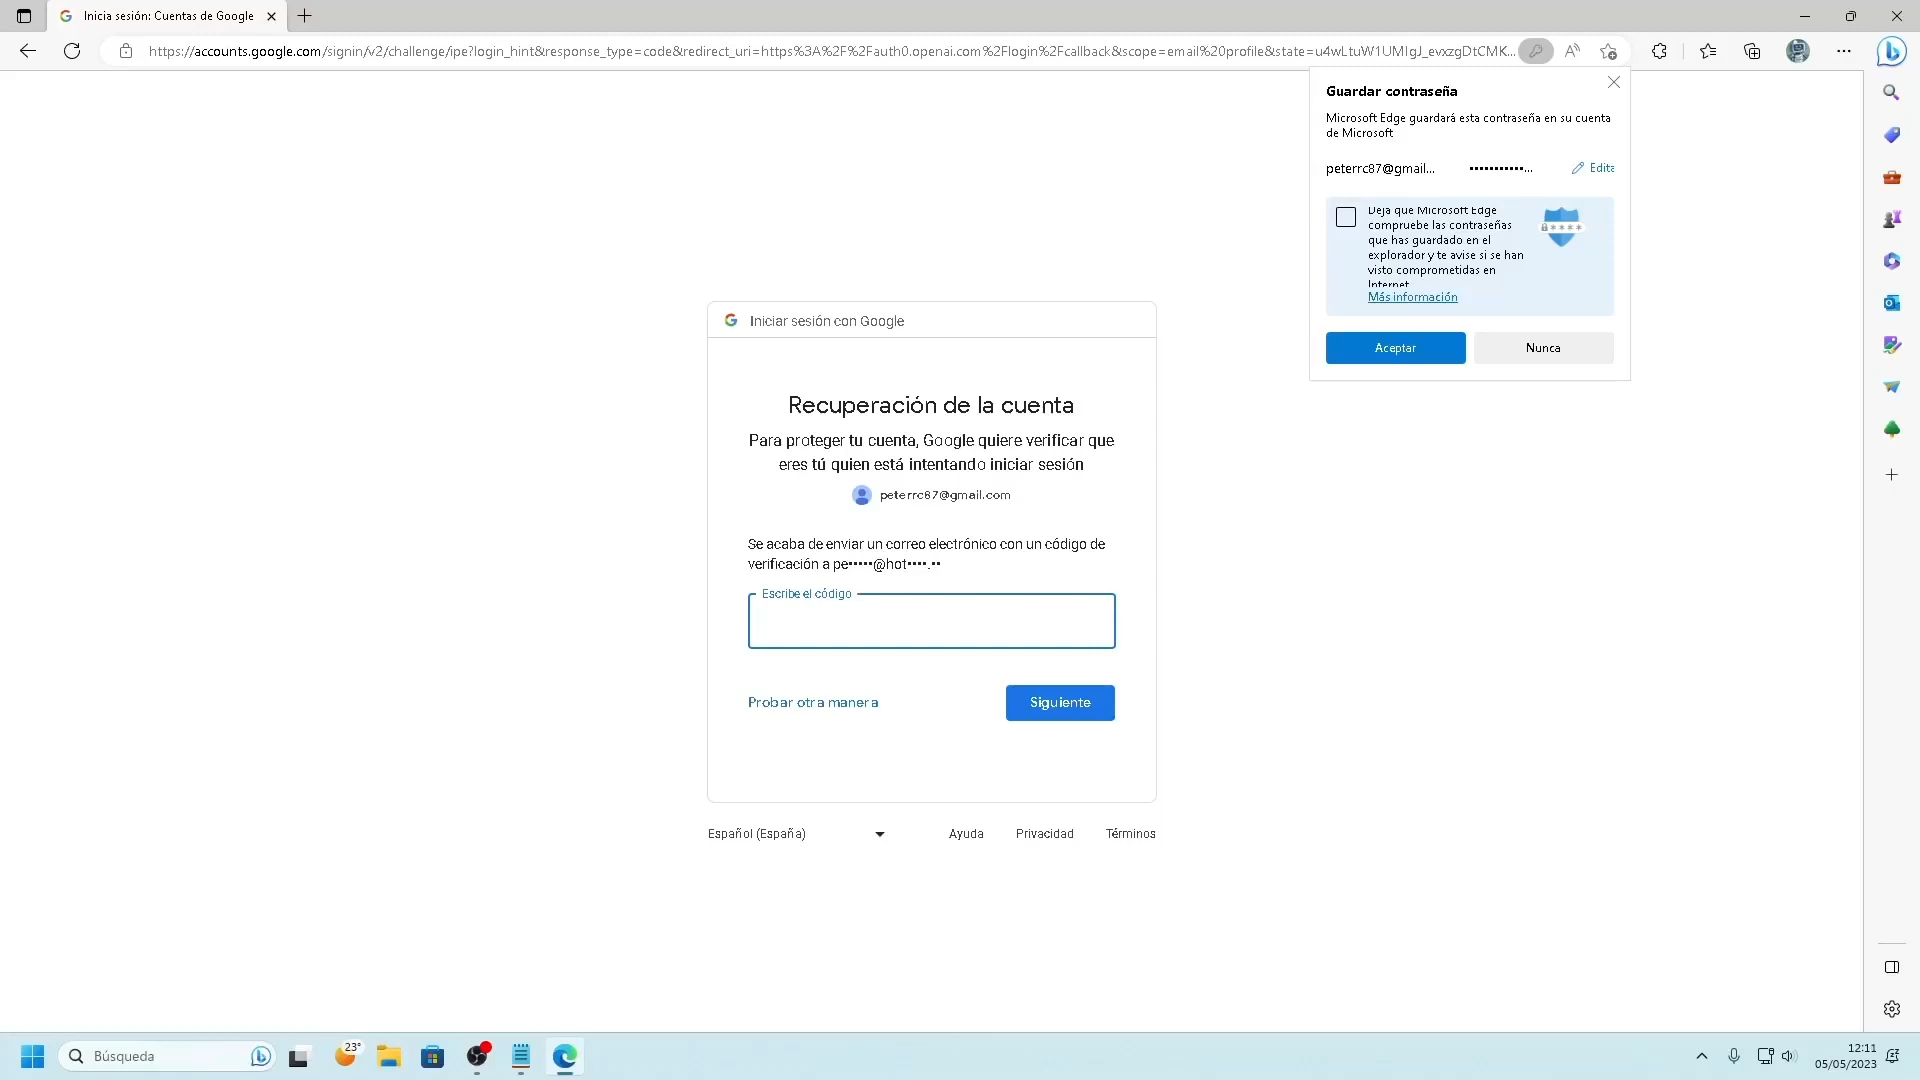 Inicia sesión: Cuentas de Google
https://accounts.google.com/signin/v2/challenge/ipe?login_hint&response_type=code&redirect_uri=https%3A%2F%2Fauth0.openai.com%2Flogin%2Fcallback&scope=email%20profile&state=u4wLtuW1UMIgJ_evxzgDtCMK...
Guardar contraseña
Microsoft Edge guardará esta contraseña en su cuenta
de Microsoft
peterrc87@gmail... ••••••••••••... Edita
Deja que Microsoft Edge
compruebe las contraseñas
que has guardado en el
explorador y te avise si se han
visto comprometidas en
Internet
Más información
Aceptar Nunca
Iniciar sesión con Google
Recuperación de la cuenta
Para proteger tu cuenta, Google quiere verificar que
eres tú quien está intentando iniciar sesión
peterrc87@gmail.com
Se acaba de enviar un correo electrónico con un código de
verificación a pe•••••@hot••••.••
Escribe el código
Probar otra manera Siguiente
Español (España) Ayuda Privacidad Términos
Búsqueda
23°
12:11
05/05/2023